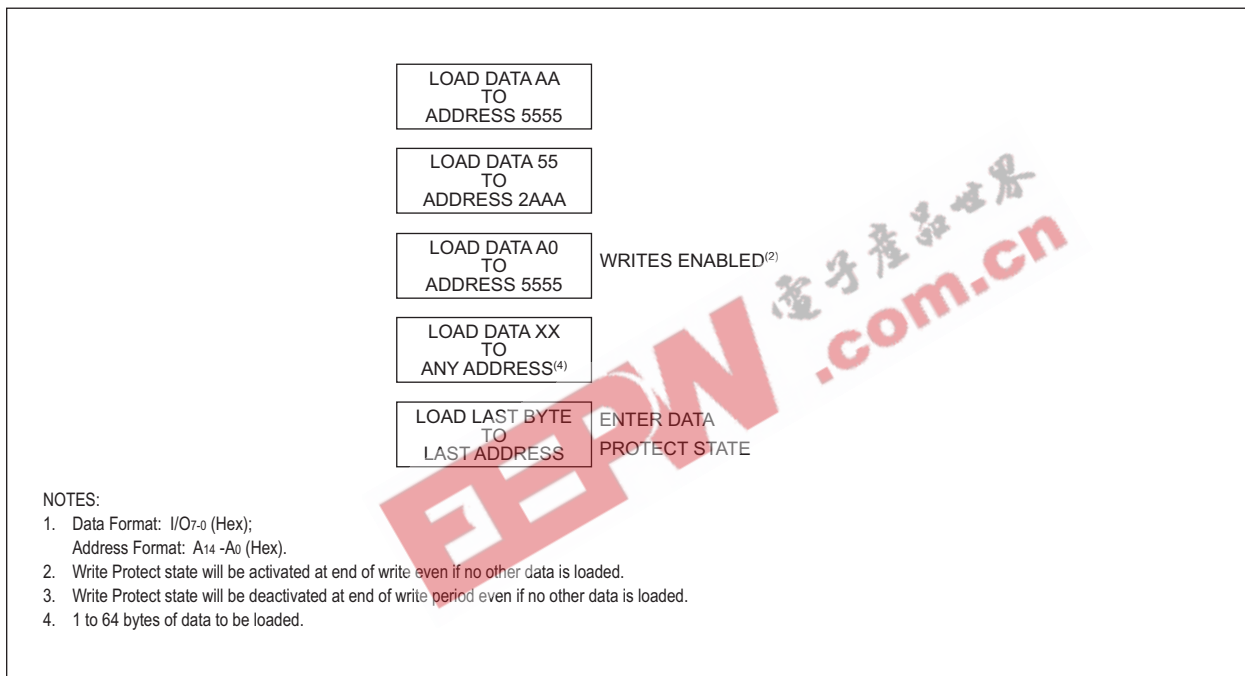 LOAD DATA AA
TO
ADDRESS 5555
LOAD DATA 55
TO
ADDRESS 2AAA
LOAD DATA A0
TO
ADDRESS 5555
WRITES ENABLED(2)
LOAD DATA XX
TO
ANY ADDRESS(4)
LOAD LAST BYTE
TO
LAST ADDRESS
ENTER DATA
PROTECT STATE
EEPW
電子產品世界
.com.cn
NOTES:
1. Data Format: I/O7-0 (Hex);
Address Format: A14 -A0 (Hex).
2. Write Protect state will be activated at end of write even if no other data is loaded.
3. Write Protect state will be deactivated at end of write period even if no other data is loaded.
4. 1 to 64 bytes of data to be loaded.